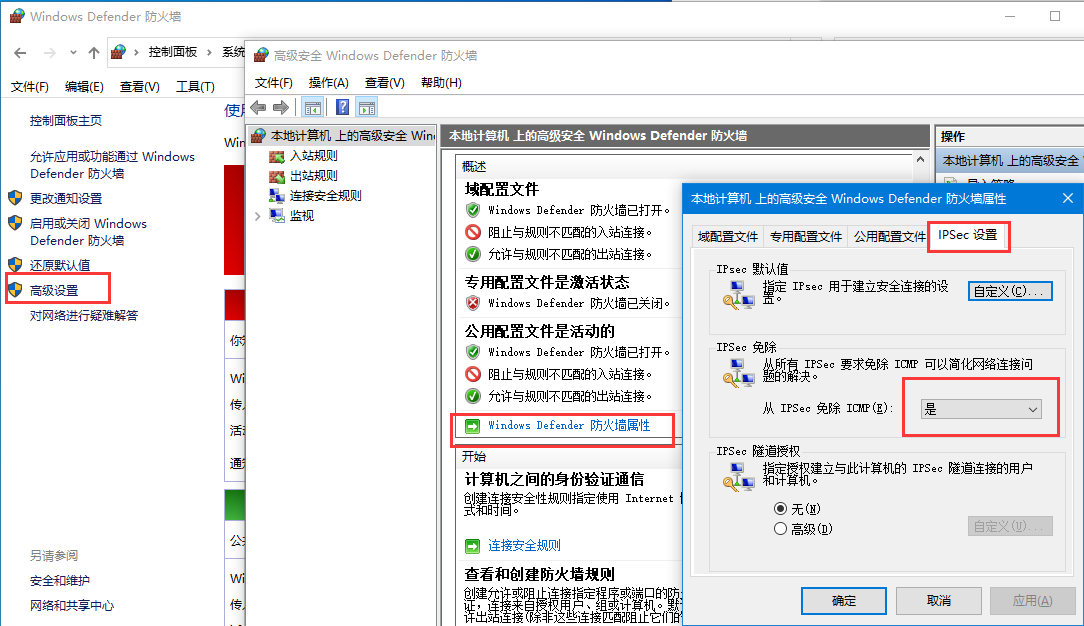 Windows Defender 防火墙
控制面板
系统
文件(F) 编辑(E) 查看(V) 工具(T)
控制面板主页
允许应用或功能通过 Windows
Defender 防火墙
更改通知设置
启用或关闭 Windows
Defender 防火墙
还原默认值
高级设置
对网络进行疑难解答
另请参阅
安全和维护
网络和共享中心
使用
Win
你
Wi
传
活
通知
公
Wi
传
高级安全 Windows Defender 防火墙
文件(F) 操作(A) 查看(V) 帮助(H)
本地计算机 上的高级安全 Win
入站规则
出站规则
连接安全规则
监视
本地计算机 上的高级安全 Windows Defender 防火墙
概述
域配置文件
Windows Defender 防火墙已打开。
阻止与规则不匹配的入站连接。
允许与规则不匹配的出站连接。
专用配置文件是激活状态
Windows Defender 防火墙已关闭。
公用配置文件是活动的
Windows Defender 防火墙已打开。
阻止与规则不匹配的入站连接。
允许与规则不匹配的出站连接。
Windows Defender 防火墙属性
开始
计算机之间的身份验证通信
创建连接安全性规则指定使用 Internet
式和时间。
连接安全规则
查看和创建防火墙规则
创建允许或阻止连接指定程序或端口的防
证，连接来自授权用户、组或计算机。默
许出站连接(除非这些连接匹配阻止它们的
操作
本地计算机 上的高级安全
导入策略
本地计算机 上的高级安全 Windows Defender 防火墙属性
域配置文件 专用配置文件 公用配置文件 IPSec 设置
IPsec 默认值
指定 IPsec 用于建立安全连接的设
置。
自定义(C)...
IPSec 免除
从所有 IPSec 要求免除 ICMP 可以简化网络连接问
题的解决。
从 IPSec 免除 ICMP(E): 是
IPSec 隧道授权
指定授权建立与此计算机的 IPSec 隧道连接的用户
和计算机。
无(N)
高级(D)
自定义(U)...
确定 取消 应用(A)